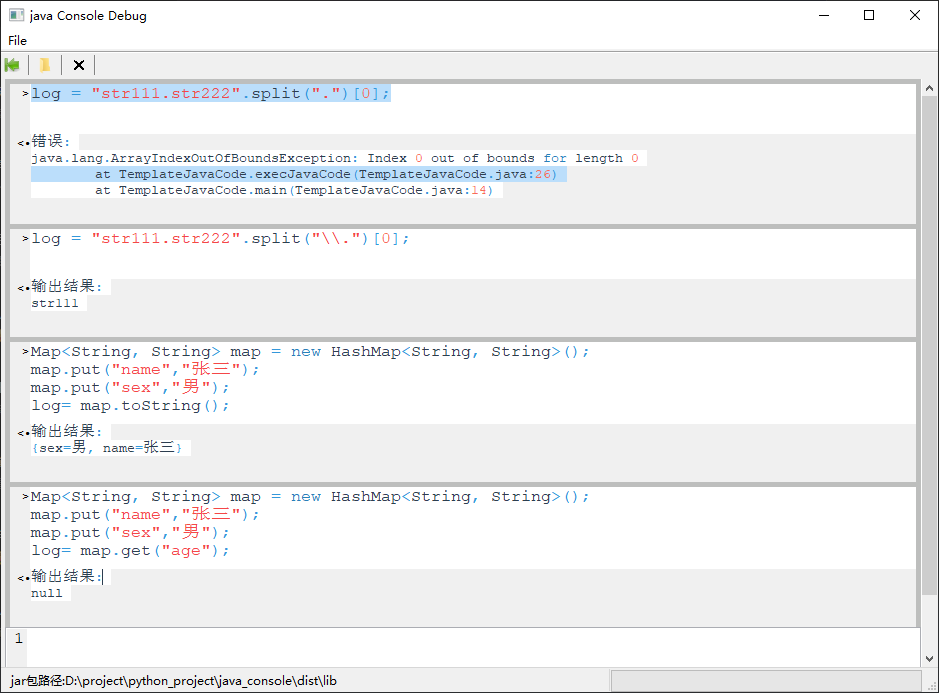 java Console Debug
File
>log = "str111.str222".split(".")[0];
<•错误:
java.lang.ArrayIndexOutOfBoundsException: Index 0 out of bounds for length 0
at TemplateJavaCode.execJavaCode(TemplateJavaCode.java:26)
at TemplateJavaCode.main(TemplateJavaCode.java:14)
>log = "str111.str222".split("\\.")[0];
<•输出结果:
str111
>Map<String, String> map = new HashMap<String, String>();
map.put("name","张三");
map.put("sex","男");
log= map.toString();
<•输出结果:
{sex=男, name=张三}
>Map<String, String> map = new HashMap<String, String>();
map.put("name","张三");
map.put("sex","男");
log= map.get("age");
<•输出结果:
null
1
jar包路径:D:\project\python_project\java_console\dist\lib